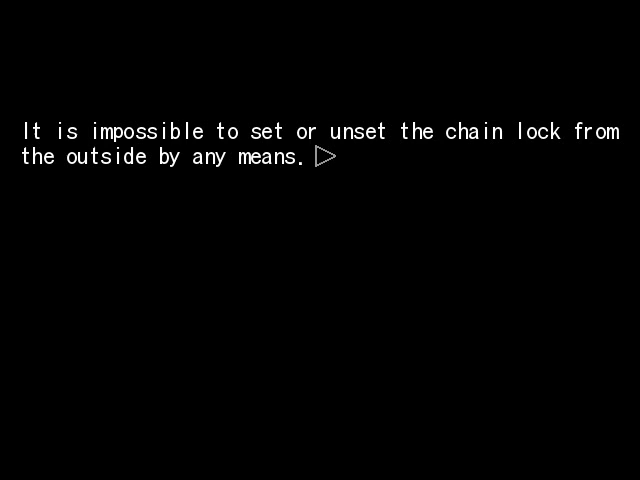 It is impossible to set or unset the chain lock from
the outside by any means.